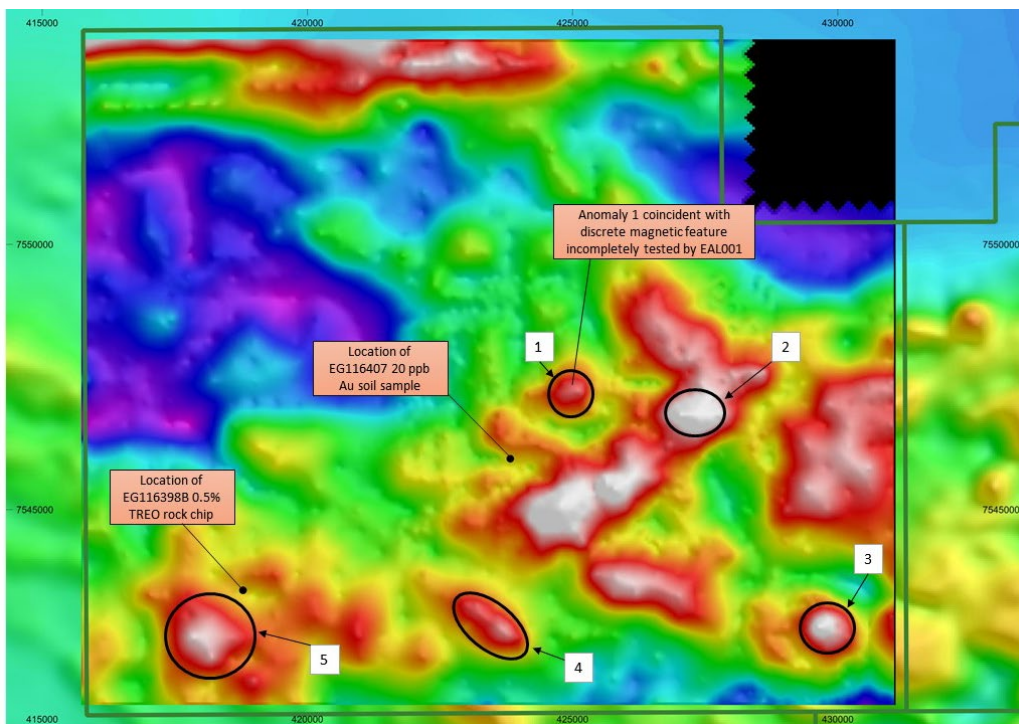 415000
420000
425000
430000
Anomaly 1 coincident with
discrete magnetic feature
incompletely tested by EAL001
7550000
7550000
1
2
Location of
EG116407 20 ppb
Au soil sample
Location of
EG116398B 0.5%
TREO rock chip
7545000
7545000
3
5
4
415000
420000
425000
430000